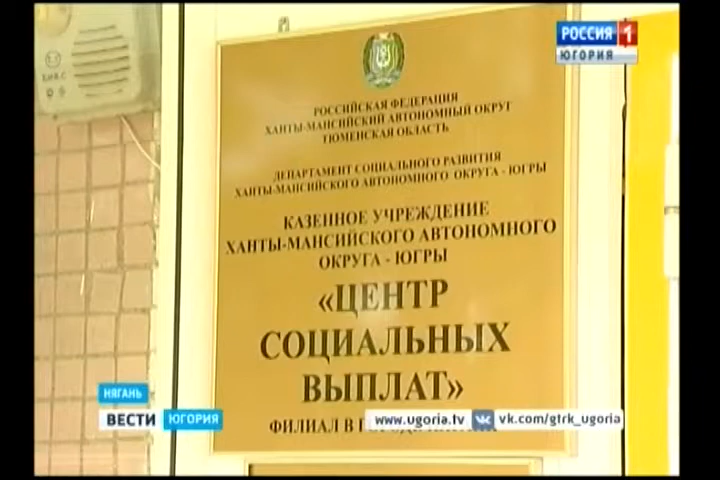 РОССИЯ 1
ЮГОРИЯ
РОССИЙСКАЯ ФЕДЕРАЦИЯ
ХАНТЫ-МАНСИЙСКИЙ АВТОНОМНЫЙ ОКРУГ
ТЮМЕНСКАЯ ОБЛАСТЬ
ДЕПАРТАМЕНТ СОЦИАЛЬНОГО РАЗВИТИЯ
ХАНТЫ-МАНСИЙСКОГО АВТОНОМНОГО ОКРУГА - ЮГРЫ
КАЗЕННОЕ УЧРЕЖДЕНИЕ
ХАНТЫ-МАНСИЙСКОГО АВТОНОМНОГО
ОКРУГА - ЮГРЫ
«ЦЕНТР
СОЦИАЛЬНЫХ
ВЫПЛАТ»
ФИЛИАЛ В
НЯГАНЬ
ВЕСТИ ЮГОРИЯ
www.ugoria.tv vk.com/gtrk_ugoria